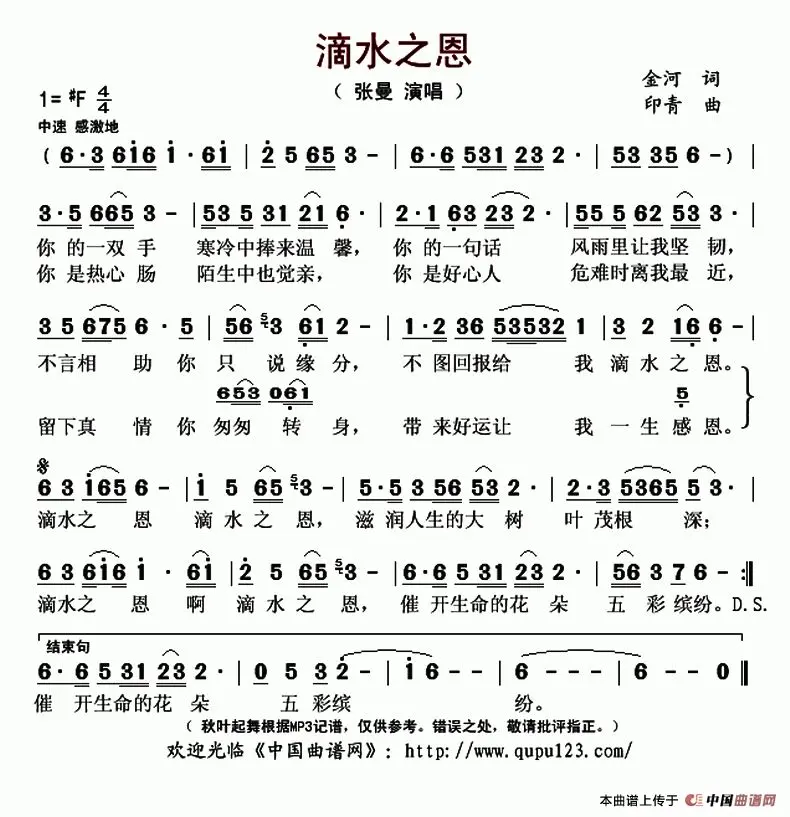 滴水之恩
（ 张曼 演唱 ）
金河 词
印青 曲
1= #F 4/4
中速 感激地
( 6·3 616 1· 61 | 2 5 65 3 - | 6·6 531 23 2· | 53 35 6 - ) |
3·5 665 3 - | 53 5 31 21 6· | 2·1 63 23 2· | 55 5 62 53 3 - |
你 的一双 手 寒冷中捧来温 馨， 你 的一句话 风雨里让我坚 韧，
你 是热心 肠 陌生中也觉亲， 你 是好心人 危难时离我最 近，
3 5 675 6· 5 | 56 5 3 61 2 - | 1·2 36 53532 1 | 3 2 16 6 - |
不言相 助 你 只 说缘分， 不 图回报给 我 滴水之恩。
653 061 5
留下真 情 你 匆匆 转 身， 带 来好运让 我 一生 感恩。
6 3 165 6 - | 1 5 65 5 3 - | 5·5 3 56 53 2· | 2·3 5365 5 3· |
滴水之 恩 滴 水 之 恩， 滋 润人生的大 树 叶 茂根 深；
6 3 616 1· 61 | 2 5 65 5 3 - | 6·6 5 31 23 2· | 56 3 7 6 - :||
滴水之 恩 啊 滴 水 之 恩， 催 开生命的花 朵 五 彩 缤纷。D.S.
结束句
6·6 5 31 23 2· | 0 5 3 2 - | 1 6 - - | 6 - - - | 6 - - 0 ||
催 开生命的花 朵 五 彩缤 纷。
（ 秋叶起舞根据MP3记谱，仅供参考。错误之处，敬请批评指正。）
欢迎光临《中国曲谱网》：http://www.qupu123.com/
本曲谱上传于 中国曲谱网